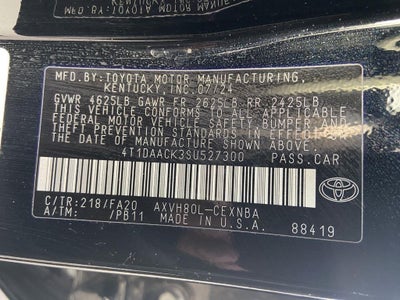 MFD. BY: TOYOTA MOTOR MANUFACTURING,
KENTUCKY, INC. 07/24
GVWR 4625LB GAWR FR 2625LB RR 2425LB
THIS VEHICLE CONFORMS TO ALL APPLICABLE
FEDERAL MOTOR VEHICLE SAFETY, BUMPER AND
THEFT PREVENTION STANDARDS IN EFFECT ON THE
DATE OF MANUFACTURE SHOWN ABOVE.
4T1DAACK3SU527300 PASS.CAR
C/TR:218/FA20 AXVH80L-CEXNBA
A/TM: /PB11 MADE IN U.S.A.
TOYOTA
88419